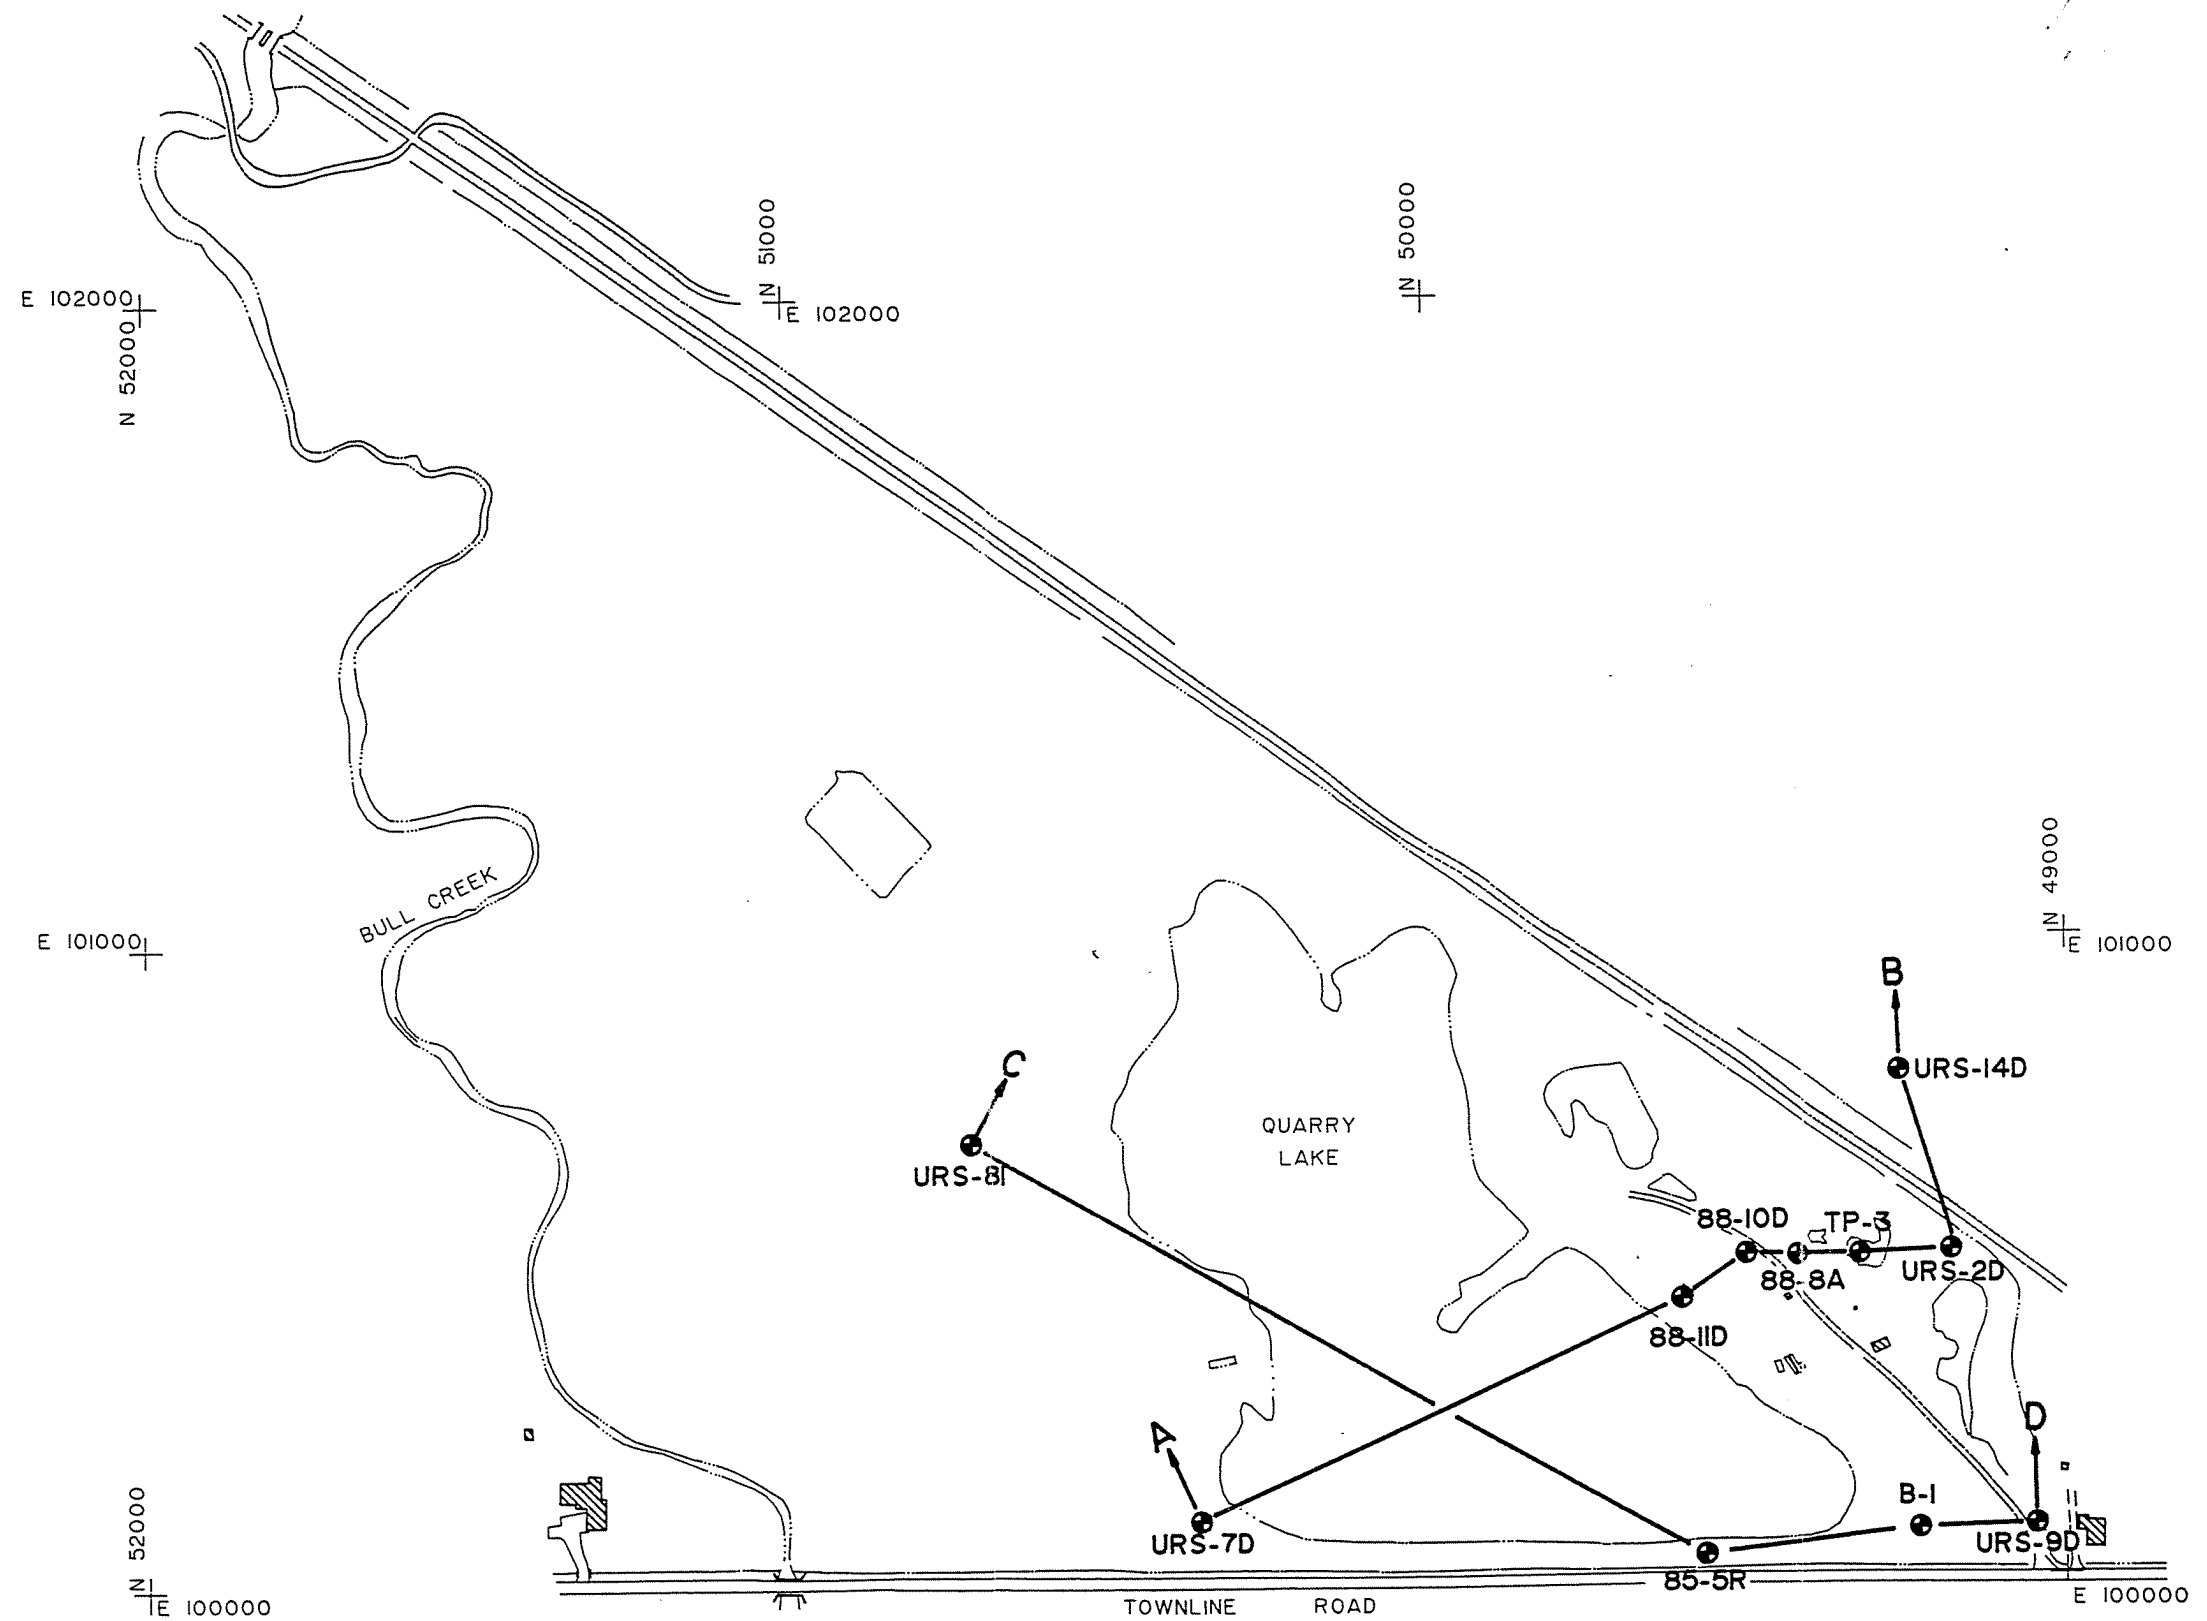 N 51000
N 50000
E 102000
E 102000
N 52000
N 49000
BULL CREEK
E 101000
E 101000
B
C
URS-14D
QUARRY
LAKE
URS-8I
88-10D
TP-3
URS-2D
88-8A
88-11D
D
A
B-1
N 52000
URS-7D
URS-9D
85-5R
E 100000
TOWNLINE ROAD
E 100000